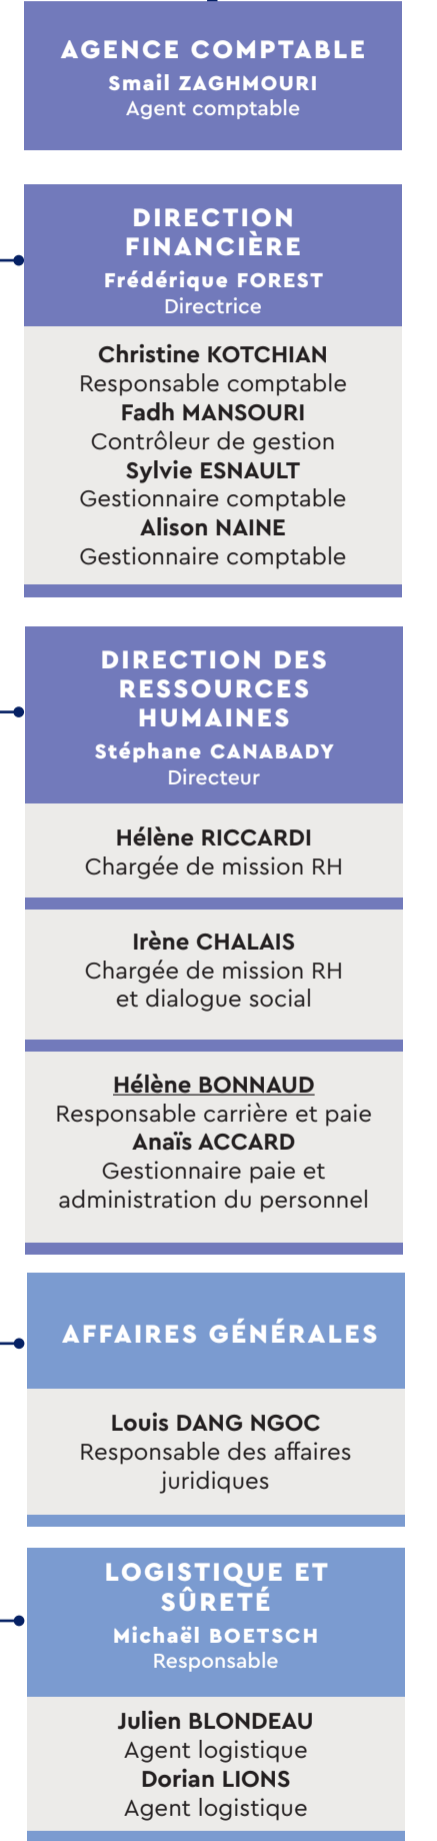 AGENCE COMPTABLE
Smail ZAGHMOURI
Agent comptable
DIRECTION
FINANCIÈRE
Frédérique FOREST
Directrice
Christine KOTCHIAN
Responsable comptable
Fadh MANSOURI
Contrôleur de gestion
Sylvie ESNAULT
Gestionnaire comptable
Alison NAINE
Gestionnaire comptable
DIRECTION DES
RESSOURCES
HUMAINES
Stéphane CANABADY
Directeur
Hélène RICCARDI
Chargée de mission RH
Irène CHALAIS
Chargée de mission RH
et dialogue social
Hélène BONNAUD
Responsable carrière et paie
Anaïs ACCARD
Gestionnaire paie et
administration du personnel
AFFAIRES GÉNÉRALES
Louis DANG NGOC
Responsable des affaires
juridiques
LOGISTIQUE ET
SÛRETÉ
Michaël BOETSCH
Responsable
Julien BLONDEAU
Agent logistique
Dorian LIONS
Agent logistique